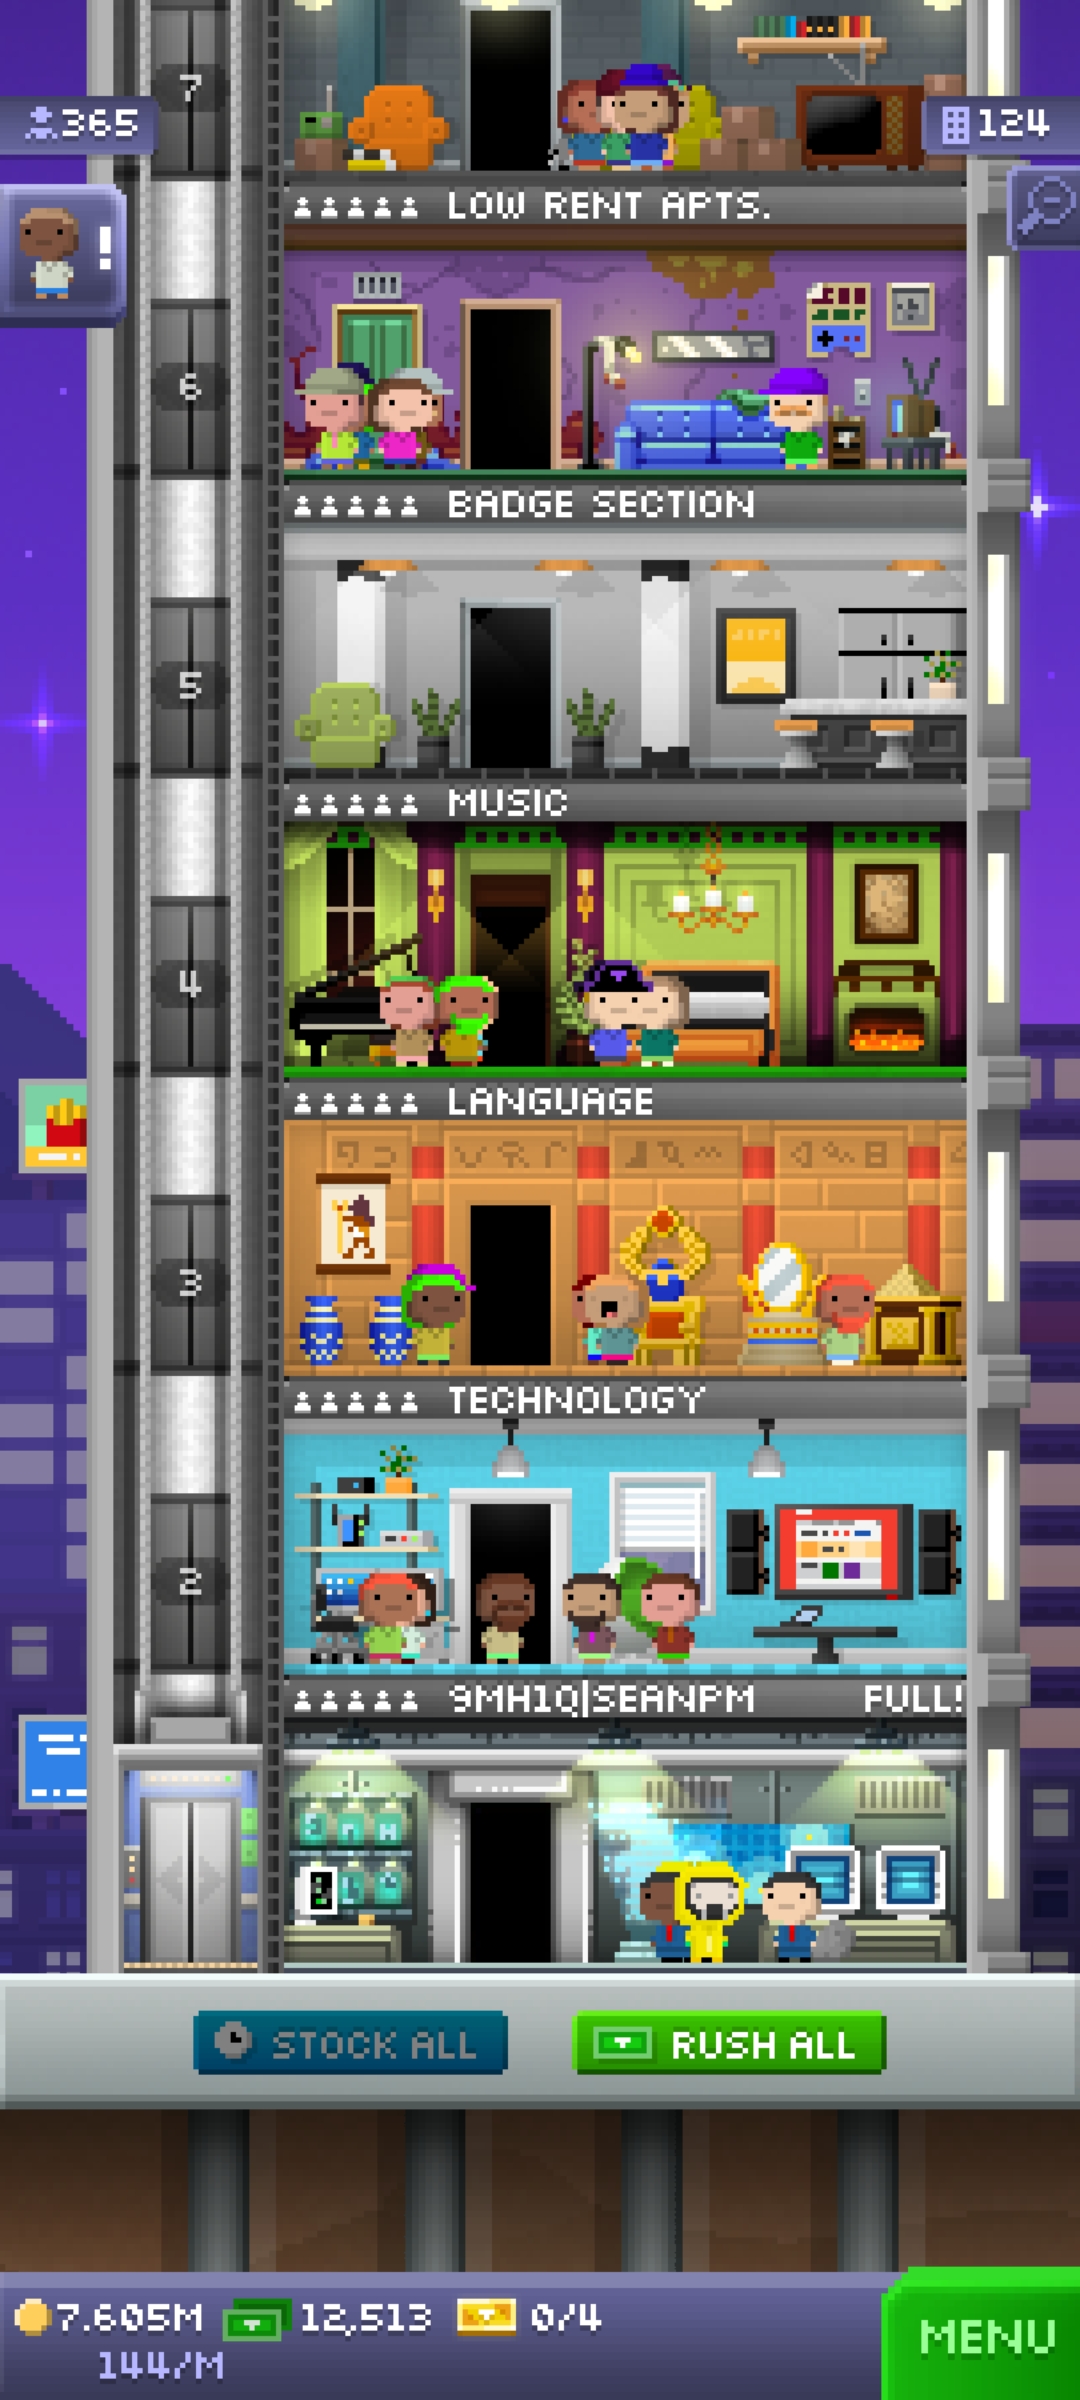 7
365
124
!
LOW RENT APTS.
6
BADGE SECTION
5
MUSIC
4
LANGUAGE
3
TECHNOLOGY
2
9MH1Q|SEANPM FULL!
STOCK ALL
RUSH ALL
7.605M 12,513 0/4
144/M
MENU